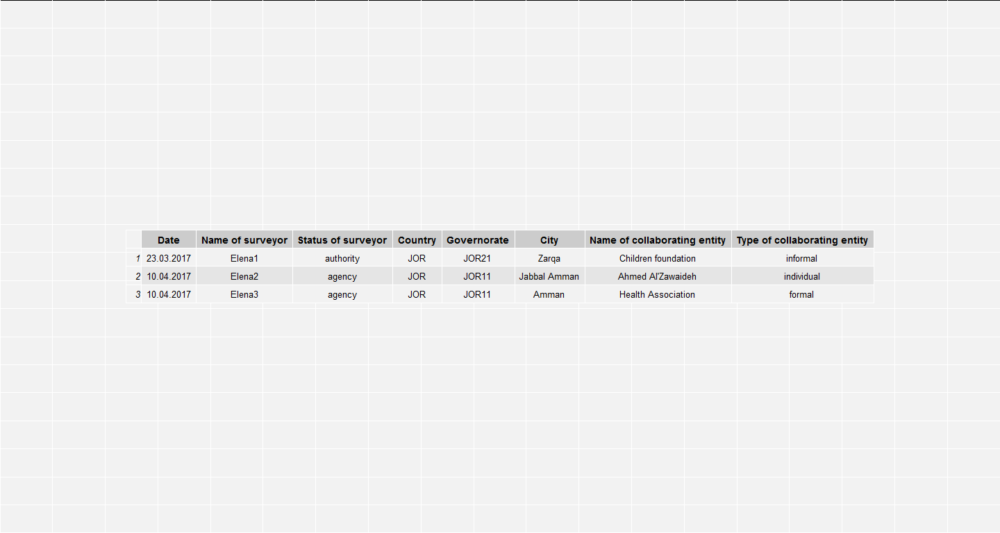 Date Name of surveyor Status of surveyor Country Governorate City Name of collaborating entity Type of collaborating entity
1 23.03.2017 Elena1 authority JOR JOR21 Zarqa Children foundation informal
2 10.04.2017 Elena2 agency JOR JOR11 Jabbal Amman Ahmed Al'Zawaideh individual
3 10.04.2017 Elena3 agency JOR JOR11 Amman Health Association formal